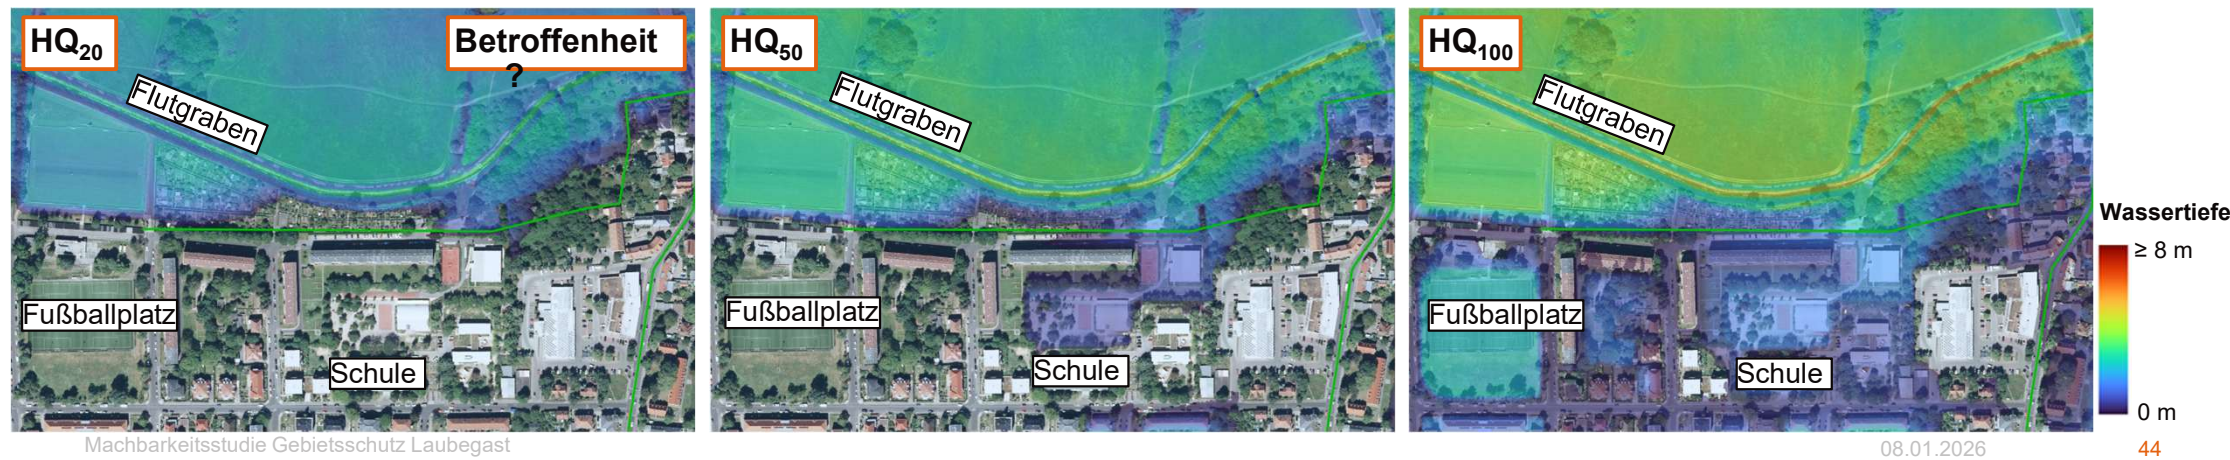 HQ20
Betroffenheit
?
Flutgraben
Fußballplatz
Schule
HQ50
Flutgraben
Fußballplatz
Schule
HQ100
Flutgraben
Fußballplatz
Schule
Wassertiefe
≥ 8 m
0 m
Machbarkeitsstudie Gebietsschutz Laubegast
08.01.2026
44